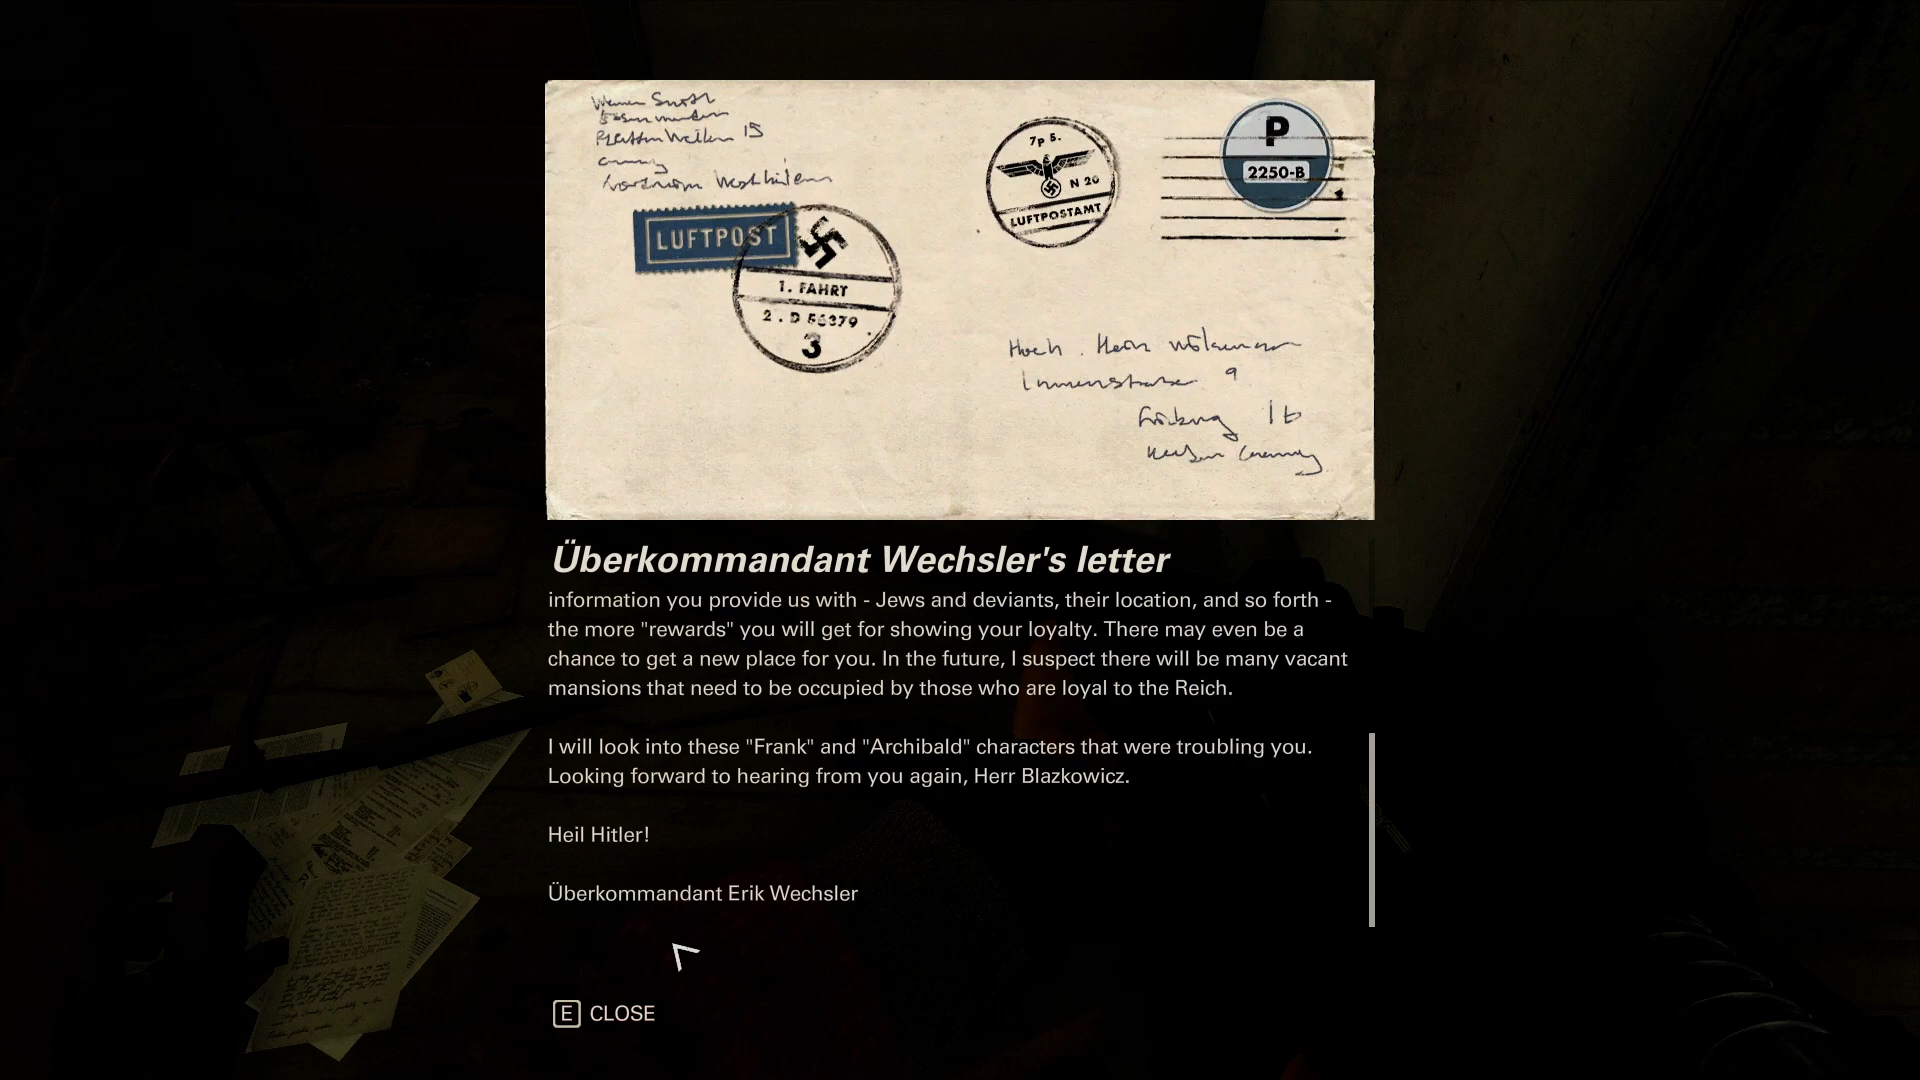 15
P
7p 5.
2250-B
N 20
LUFTPOSTAMT
LUFTPOST
1. FAHRT
2. D 56379
3
9
Überkommandant Wechsler's letter
information you provide us with - Jews and deviants, their location, and so forth -
the more "rewards" you will get for showing your loyalty. There may even be a
chance to get a new place for you. In the future, I suspect there will be many vacant
mansions that need to be occupied by those who are loyal to the Reich.
I will look into these "Frank" and "Archibald" characters that were troubling you.
Looking forward to hearing from you again, Herr Blazkowicz.
Heil Hitler!
Überkommandant Erik Wechsler
E CLOSE